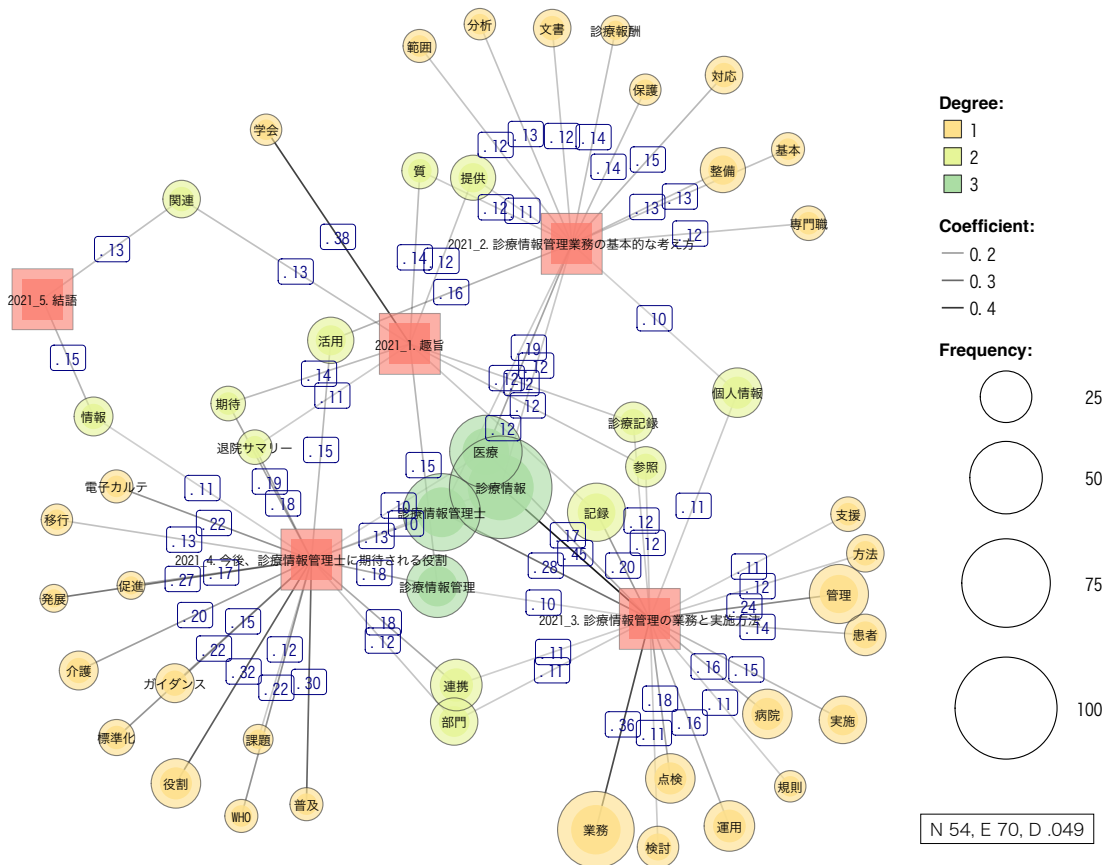 分析
文書
診療報酬
範囲
対応
保護
学会
.13
.12
.14
.12
基本
.15
.14
質
提供
整備
関連
.13
.13
.12
.11
専門職
.12
.38
2021_2. 診療情報管理業務の基本的な考え方
.13
.14
.12
.13
.16
2021_5. 結語
.10
活用
2021_1. 趣旨
.19
.15
.12
.14
.12
.12
個人情報
期待
.11
.12
情報
診療記録
.12
退院サマリー
.15
医療
.15
参照
電子カルテ
.19
.11
診療情報
.18
.10
記録
.11
支援
移行
.22
診療情報管理士
.10
.12
.13
.13
.17
.12
方法
2021_4. 今後、診療情報管理士に期待される役割
.45
.11
.27
.17
.18
.28
.20
.12
発展
促進
診療情報管理
管理
.10
.24
.20
.15
.18
2021_3. 診療情報管理の業務と実施方法
.14
患者
.22
.12
.12
.11
.16
.15
介護
.32
.11
ガイダンス
.22
.30
連携
.18
.11
病院
部門
.36
.11
.16
実施
標準化
課題
役割
点検
規則
WHO
普及
業務
運用
検討
Degree:
1
2
3
Coefficient:
0.2
0.3
0.4
Frequency:
25
50
75
100
N 54, E 70, D .049